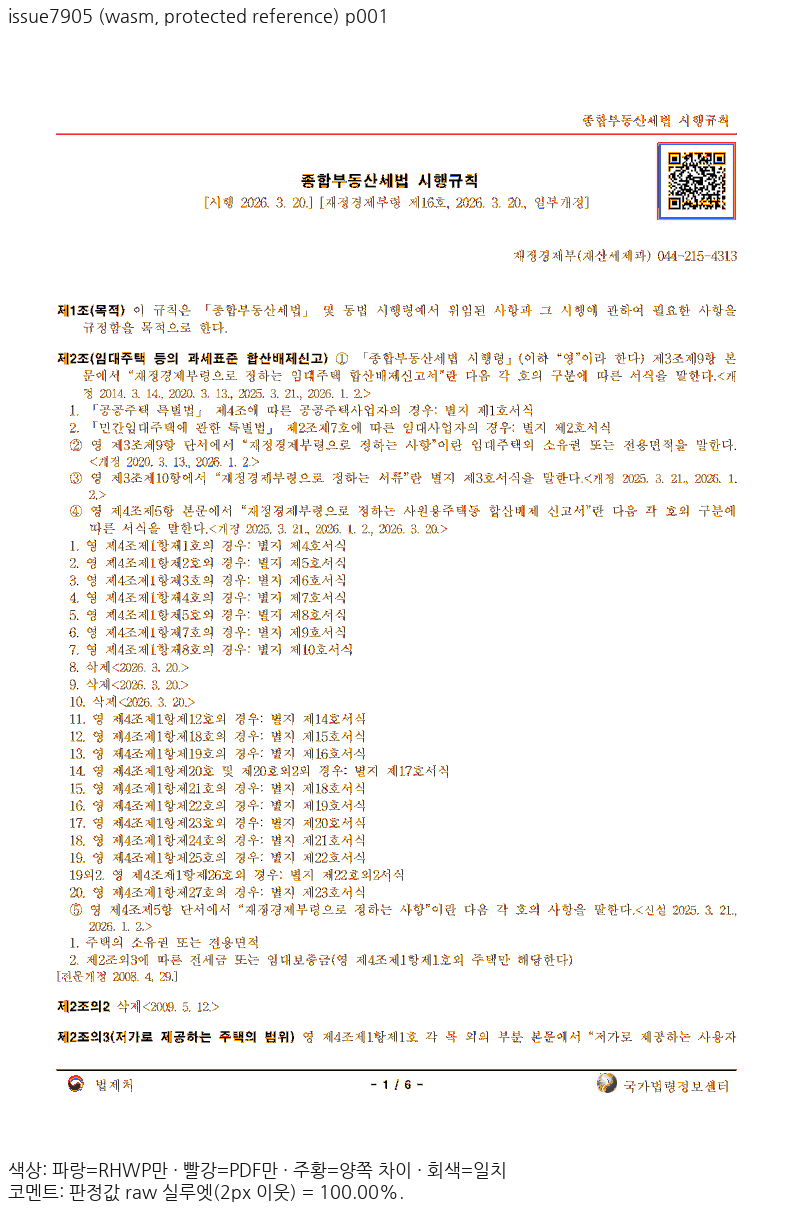 issue7905 (wasm, protected reference) p001
종합부동산세법 시행규칙
종합부동산세법 시행규칙
[시행 2026. 3. 20.] [재정경제부령 제16호, 2026. 3. 20., 일부개정]
재정경제부(재산세제과) 044-215-4313
제1조(목적) 이 규칙은 「종합부동산세법」 및 동법 시행령에서 위임된 사항과 그 시행에 관하여 필요한 사항을
규정함을 목적으로 한다.
제2조(임대주택 등의 과세표준 합산배제신고) ① 「종합부동산세법 시행령」(이하 “영”이라 한다) 제3조제9항 본
문에서 “재정경제부령으로 정하는 임대주택 합산배제신고서”란 다음 각 호의 구분에 따른 서식을 말한다.<개
정 2014. 3. 14., 2020. 3. 13., 2025. 3. 21., 2026. 1. 2.>
1. 「공공주택 특별법」 제4조에 따른 공공주택사업자의 경우: 별지 제1호서식
2. 「민간임대주택에 관한 특별법」 제2조제7호에 따른 임대사업자의 경우: 별지 제2호서식
② 영 제3조제9항 단서에서 “재정경제부령으로 정하는 사항”이란 임대주택의 소유권 또는 전용면적을 말한다.
<개정 2020. 3. 13., 2026. 1. 2.>
③ 영 제3조제10항에서 “재정경제부령으로 정하는 서류”란 별지 제3호서식을 말한다.<개정 2025. 3. 21., 2026. 1.
2.>
④ 영 제4조제5항 본문에서 “재정경제부령으로 정하는 사원용주택등 합산배제 신고서”란 다음 각 호의 구분에
따른 서식을 말한다.<개정 2025. 3. 21., 2026. 1. 2., 2026. 3. 20.>
1. 영 제4조제1항제1호의 경우: 별지 제4호서식
2. 영 제4조제1항제2호의 경우: 별지 제5호서식
3. 영 제4조제1항제3호의 경우: 별지 제6호서식
4. 영 제4조제1항제4호의 경우: 별지 제7호서식
5. 영 제4조제1항제5호의 경우: 별지 제8호서식
6. 영 제4조제1항제7호의 경우: 별지 제9호서식
7. 영 제4조제1항제8호의 경우: 별지 제10호서식
8. 삭제<2026. 3. 20.>
9. 삭제<2026. 3. 20.>
10. 삭제<2026. 3. 20.>
11. 영 제4조제1항제12호의 경우: 별지 제14호서식
12. 영 제4조제1항제18호의 경우: 별지 제15호서식
13. 영 제4조제1항제19호의 경우: 별지 제16호서식
14. 영 제4조제1항제20호 및 제20호의2의 경우: 별지 제17호서식
15. 영 제4조제1항제21호의 경우: 별지 제18호서식
16. 영 제4조제1항제22호의 경우: 별지 제19호서식
17. 영 제4조제1항제23호의 경우: 별지 제20호서식
18. 영 제4조제1항제24호의 경우: 별지 제21호서식
19. 영 제4조제1항제25호의 경우: 별지 제22호서식
19의2. 영 제4조제1항제26호의 경우: 별지 제22호의2서식
20. 영 제4조제1항제27호의 경우: 별지 제23호서식
⑤ 영 제4조제5항 단서에서 “재정경제부령으로 정하는 사항”이란 다음 각 호의 사항을 말한다.<신설 2025. 3. 21.,
2026. 1. 2.>
1. 주택의 소유권 또는 전용면적
2. 제2조의3에 따른 전세금 또는 임대보증금(영 제4조제1항제1호의 주택만 해당한다)
[전문개정 2008. 4. 29.]
제2조의2 삭제<2009. 5. 12.>
제2조의3(저가로 제공하는 주택의 범위) 영 제4조제1항제1호 각 목 외의 부분 본문에서 “저가로 제공하는 사용자
법제처
- 1 / 6 -
국가법령정보센터
색상: 파랑=RHWP만 · 빨강=PDF만 · 주황=양쪽 차이 · 회색=일치
코멘트: 판정값 raw 실루엣(2px 이웃) = 100.00%.